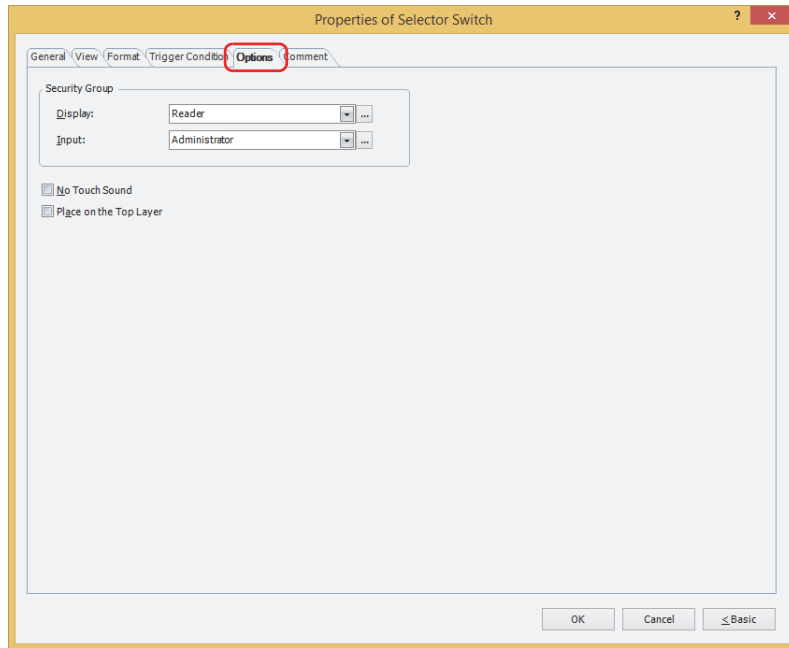 Properties of Selector Switch ? ×
General View Format Trigger Condition Options Comment
Security Group
Display: Reader ...
Input: Administrator ...
No Touch Sound
Place on the Top Layer
OK Cancel < Basic